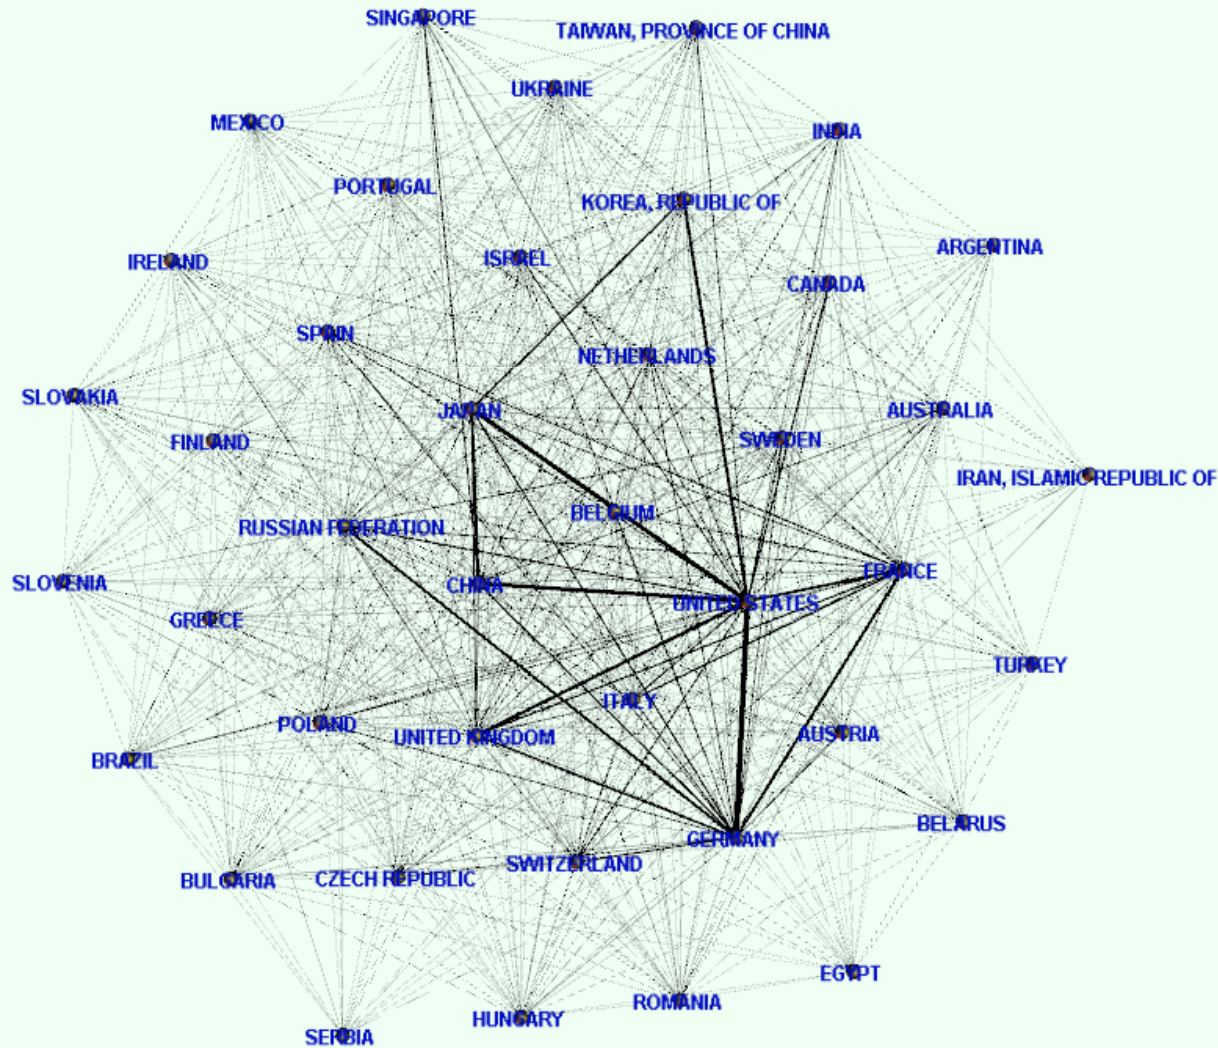 SINGAPORE
TAIWAN, PROVINCE OF CHINA
UKRAINE
MEXICO
INDIA
PORTUGAL
KOREA, REPUBLIC OF
ARGENTINA
IRELAND
ISRAEL
CANADA
SPAIN
NETHERLANDS
SLOVAKIA
JAPAN
AUSTRALIA
FINLAND
SWEDEN
IRAN, ISLAMIC REPUBLIC OF
BELGIUM
RUSSIAN FEDERATION
FRANCE
SLOVENIA
CHINA
UNITED STATES
GREECE
TURKEY
ITALY
POLAND
UNITED KINGDOM
AUSTRIA
BRAZIL
BELARUS
GERMANY
SWITZERLAND
BULGARIA
CZECH REPUBLIC
EGYPT
ROMANIA
HUNGARY
SERBIA